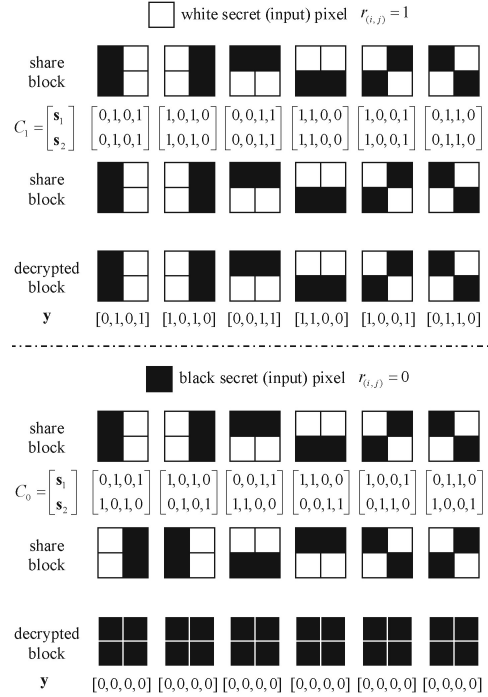 white secret (input) pixel r(i,j) = 1
share block
C1 = [s1 s2] [0,1,0,1 0,1,0,1] [1,0,1,0 1,0,1,0] [0,0,1,1 0,0,1,1] [1,1,0,0 1,1,0,0] [1,0,0,1 1,0,0,1] [0,1,1,0 0,1,1,0]
share block
decrypted block
y [0,1,0,1] [1,0,1,0] [0,0,1,1] [1,1,0,0] [1,0,0,1] [0,1,1,0]
black secret (input) pixel r(i,j) = 0
share block
C0 = [s1 s2] [0,1,0,1 1,0,1,0] [1,0,1,0 0,1,0,1] [0,0,1,1 1,1,0,0] [1,1,0,0 0,0,1,1] [1,0,0,1 0,1,1,0] [0,1,1,0 1,0,0,1]
share block
decrypted block
y [0,0,0,0] [0,0,0,0] [0,0,0,0] [0,0,0,0] [0,0,0,0] [0,0,0,0]